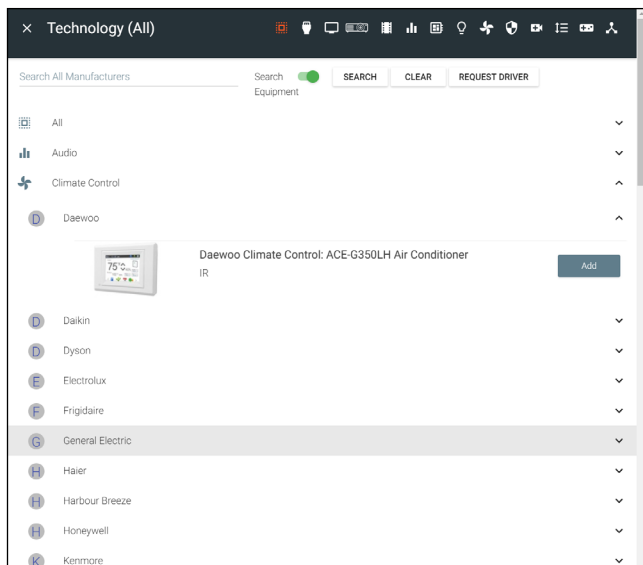 Technology (All)
Search All Manufacturers
Search
Equipment
SEARCH
CLEAR
REQUEST DRIVER
All
Audio
Climate Control
D
Daewoo
75°
Daewoo Climate Control: ACE-G350LH Air Conditioner
IR
Add
D
Daikin
D
Dyson
E
Electrolux
F
Frigidaire
G
General Electric
H
Haier
H
Harbour Breeze
H
Honeywell
K
Kenmore